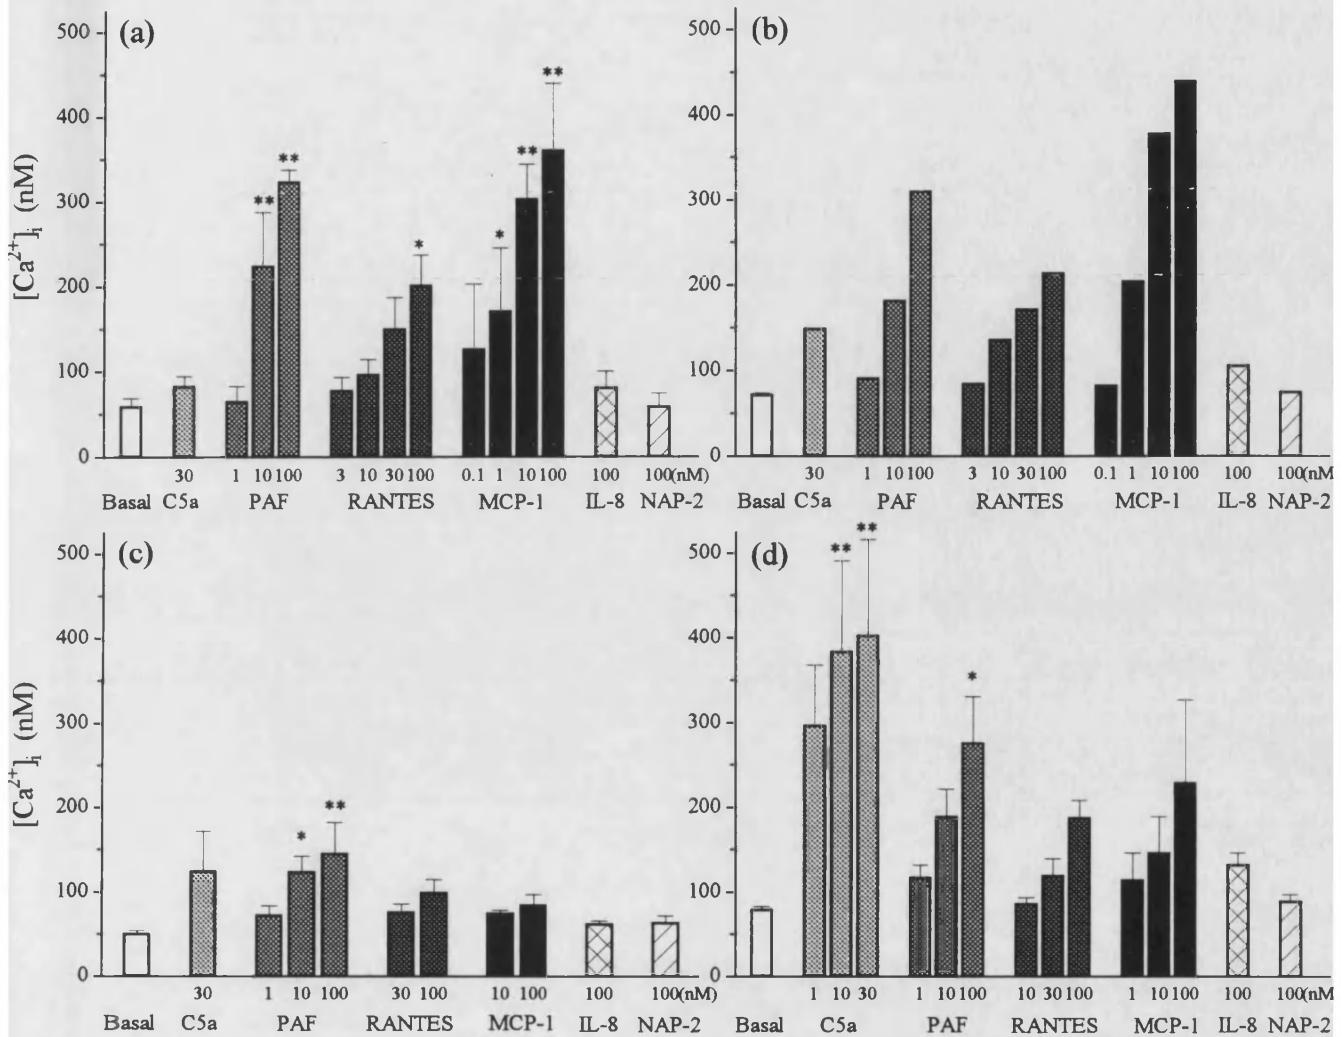 (a)
500
400
300
200
100
0
[Ca2+]i (nM)
** ** * * ** **
30 1 10 100 3 10 30 100 0.1 1 10 100 100 100(nM)
Basal C5a PAF RANTES MCP-1 IL-8 NAP-2
(b)
500
400
300
200
100
0
30 1 10 100 3 10 30 100 0.1 1 10 100 100 100(nM
Basal C5a PAF RANTES MCP-1 IL-8 NAP-2
(c)
500
400
300
200
100
0
[Ca2+]i (nM)
* **
30 1 10 100 30 100 10 100 100 100(nM)
Basal C5a PAF RANTES MCP-1 IL-8 NAP-2
(d)
500
400
300
200
100
0
** ** *
1 10 30 1 10 100 10 30 100 1 10 100 100 100(nM
Basal C5a PAF RANTES MCP-1 IL-8 NAP-2